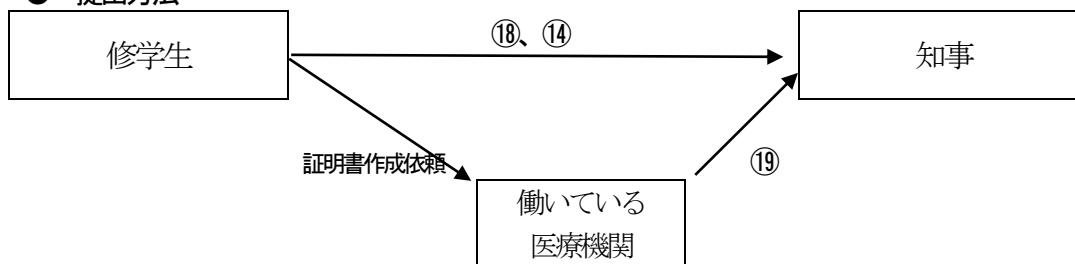 ● 提出方法
修学生
⑱、⑭
知事
証明書作成依頼
⑲
働いている
医療機関